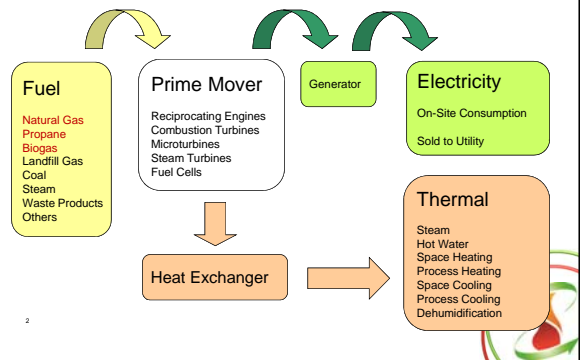 Fuel
Natural Gas
Propane
Biogas
Landfill Gas
Coal
Steam
Waste Products
Others
Prime Mover
Reciprocating Engines
Combustion Turbines
Microturbines
Steam Turbines
Fuel Cells
Generator
Electricity
On-Site Consumption
Sold to Utility
Heat Exchanger
Thermal
Steam
Hot Water
Space Heating
Process Heating
Space Cooling
Process Cooling
Dehumidification
2